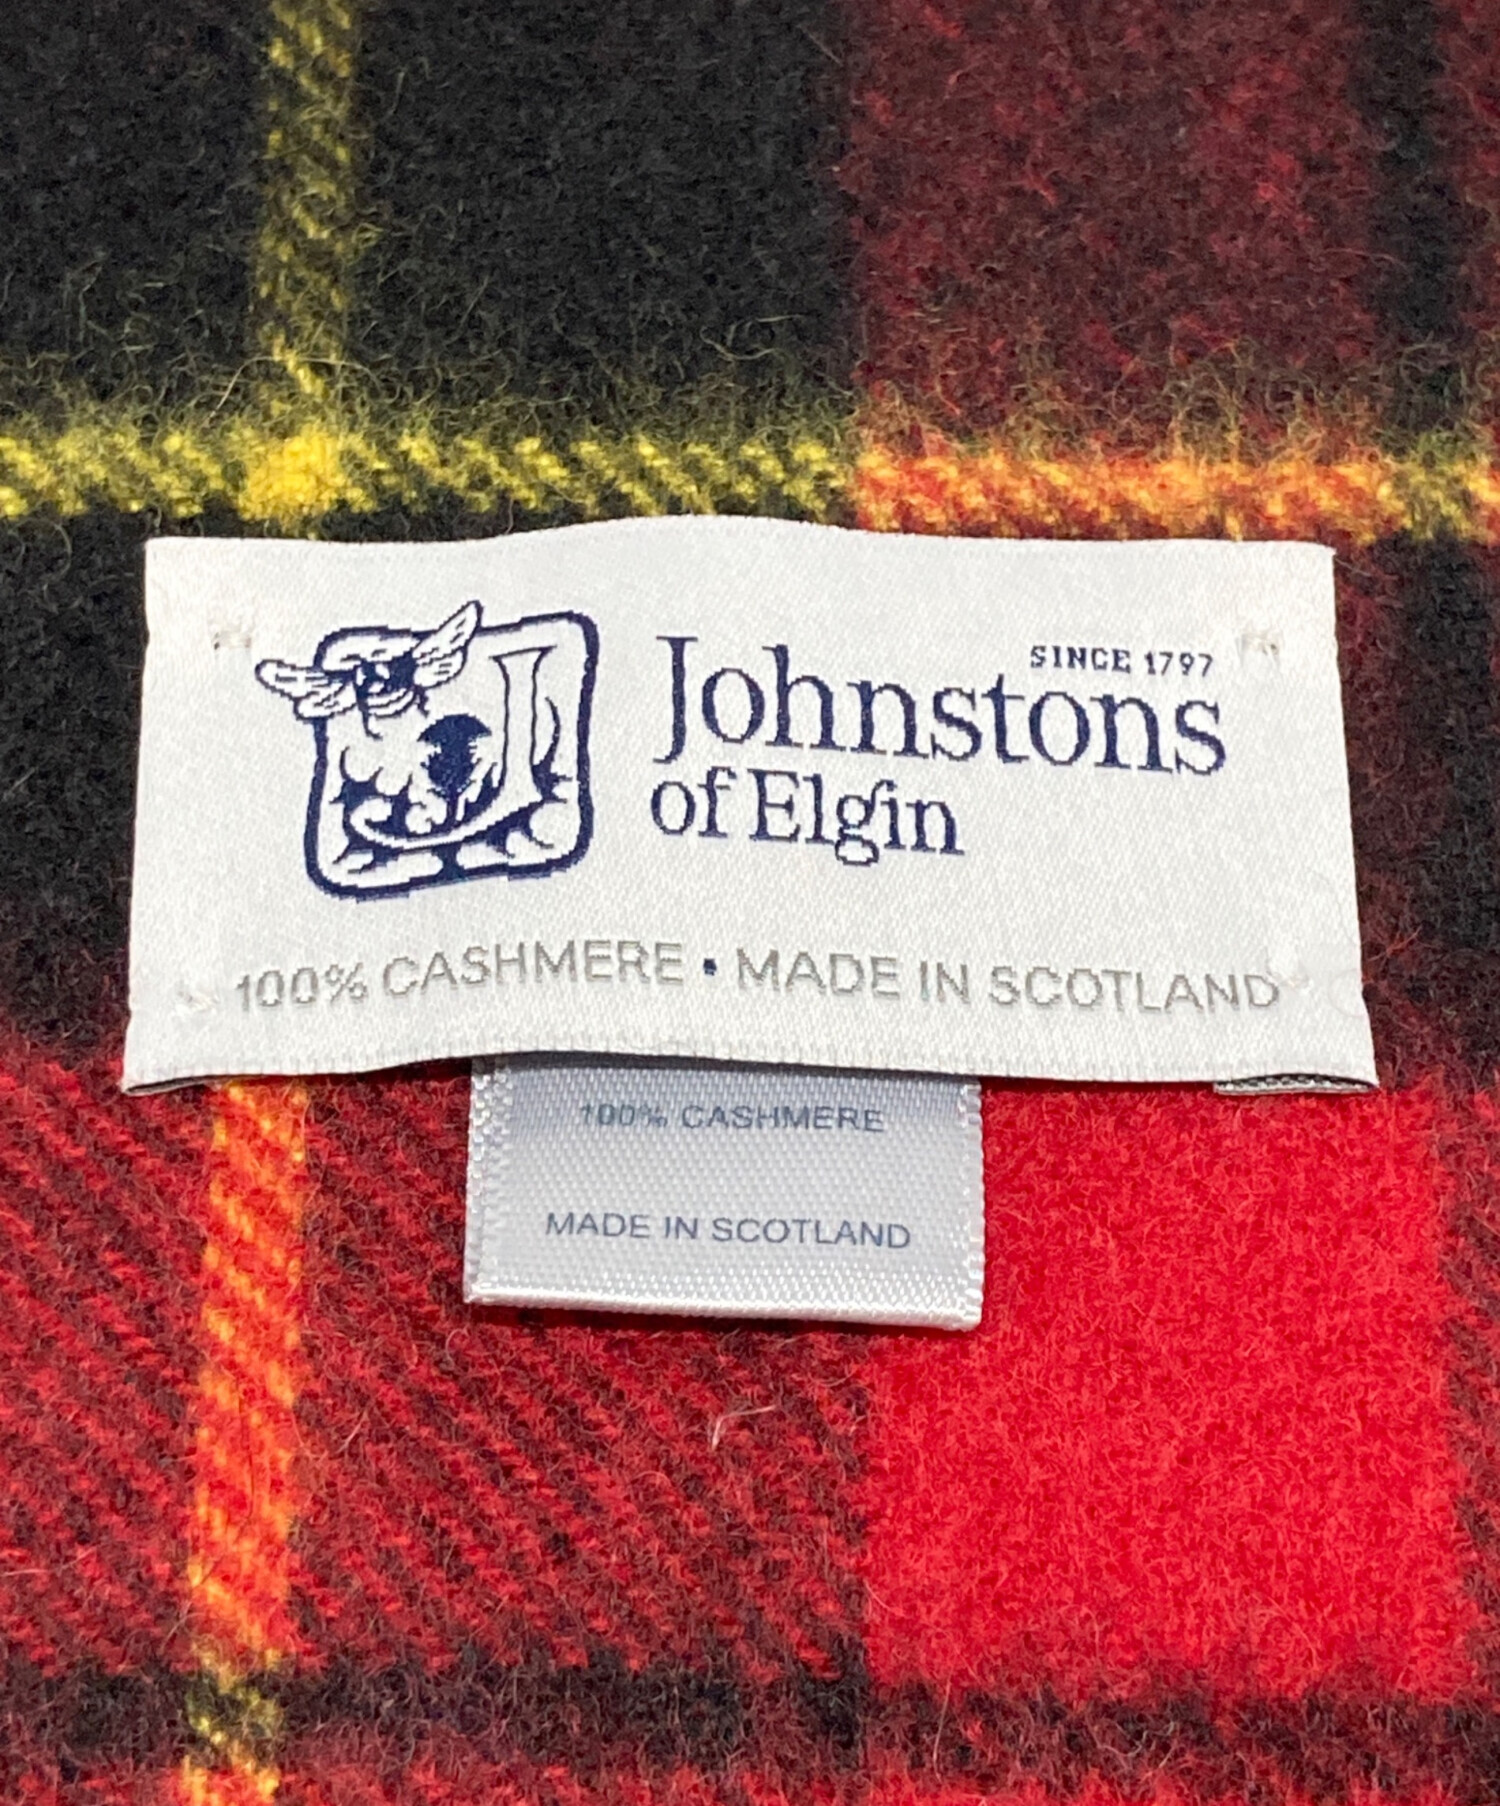 SINCE 1797
Johnstons
of Elgin
100% CASHMERE • MADE IN SCOTLAND
100% CASHMERE
MADE IN SCOTLAND